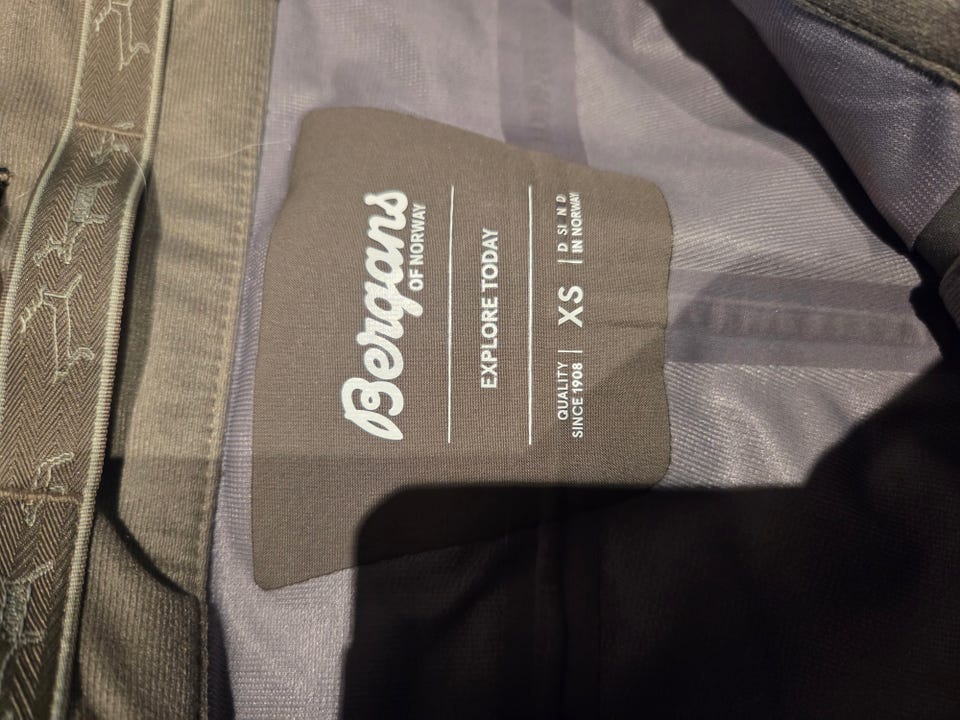 Bergans
OF NORWAY
EXPLORE TODAY
QUALITY
SINCE 1908
XS
IN NORWAY